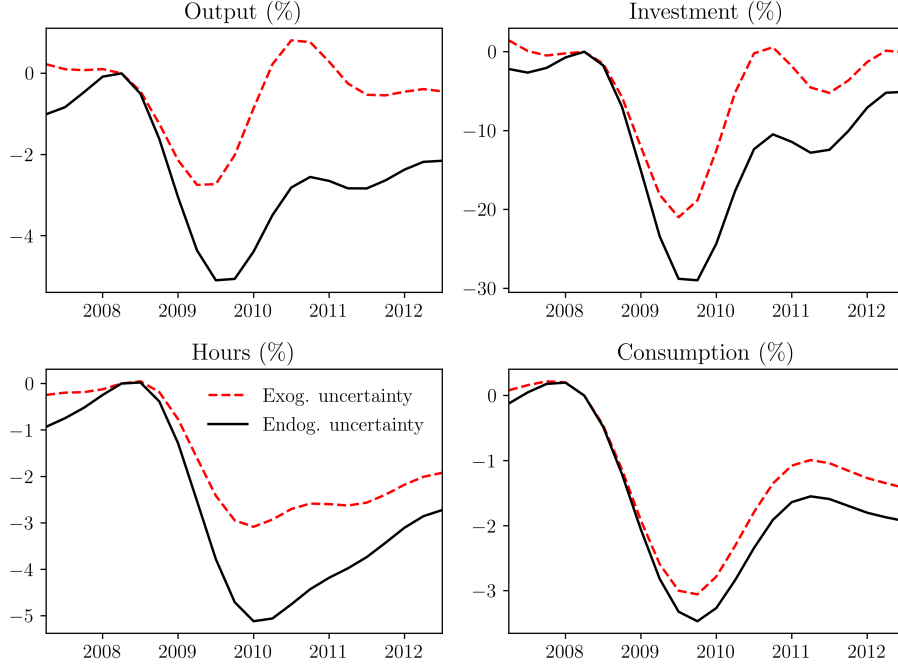 Output (%)
0
−2
−4
2008 2009 2010 2011 2012
Investment (%)
0
−10
−20
−30
2008 2009 2010 2011 2012
Hours (%)
0
−1
−2
−3
−4
−5
Exog. uncertainty
Endog. uncertainty
2008 2009 2010 2011 2012
Consumption (%)
0
−1
−2
−3
2008 2009 2010 2011 2012